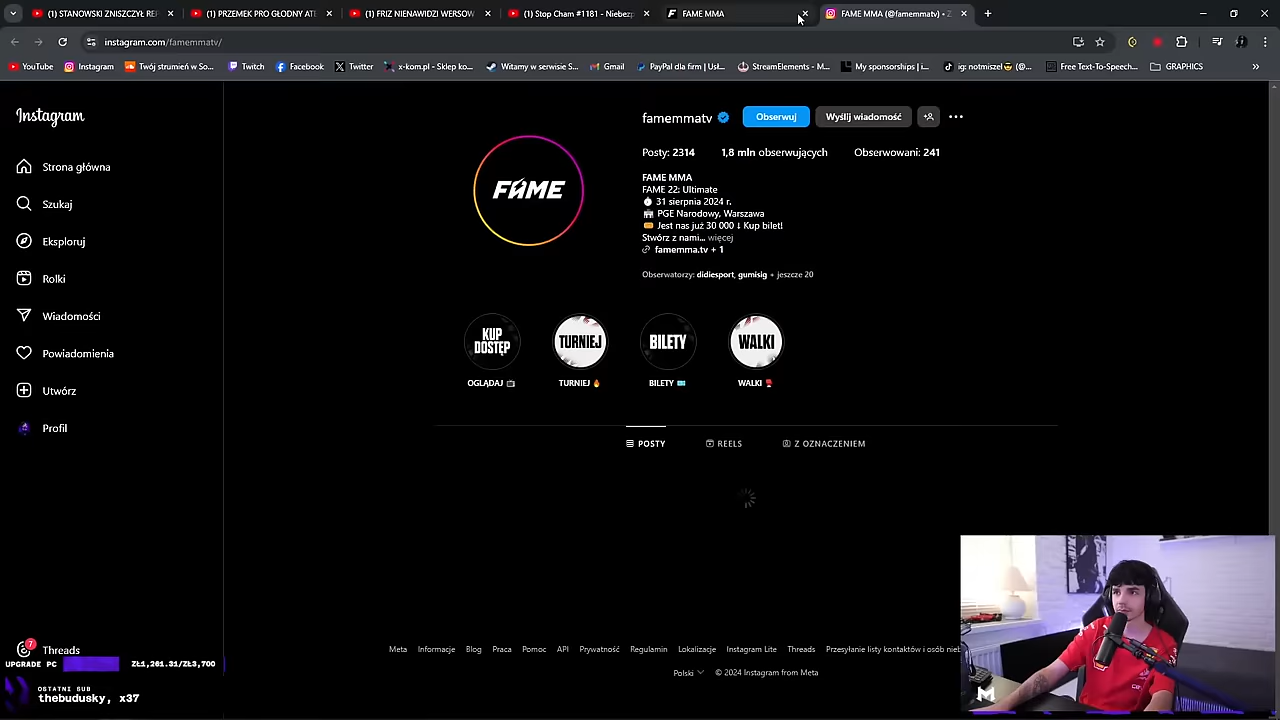 (1) STANOWSKI ZNISZCZYŁ REP
(1) PRZEMEK PRO GŁODNY ATE
(1) FRIZ NIENAWIDZI WERSOW
(1) Stop Cham #1181 - Niebezp
FAME MMA
FAME MMA (@famemmatv) • Z
instagram.com/famemmatv/
YouTube
Instagram
Twój strumień w So...
Twitch
Facebook
Twitter
x-kom.pl - Sklep ko...
Witamy w serwisie S...
Gmail
PayPal dla firm | Usł...
StreamElements - M...
My sponsorships | i...
ig: notmiszel😎 (@...
Free Text-To-Speech...
GRAPHICS
Instagram
Strona główna
Szukaj
Eksploruj
Rolki
Wiadomości
Powiadomienia
Utwórz
Profil
7
Threads
FAME
famemmatv
Obserwuj
Wyślij wiadomość
Posty: 2314
1,8 mln obserwujących
Obserwowani: 241
FAME MMA
FAME 22: Ultimate
31 sierpnia 2024 r.
PGE Narodowy, Warszawa
Jest nas już 30 000 ↓ Kup bilet!
Stwórz z nami... więcej
famemma.tv + 1
Obserwatorzy: didiesport, gumisig + jeszcze 20
KUP
DOSTĘP
TURNIEJ
BILETY
WALKI
OGLĄDAJ
TURNIEJ
BILETY
WALKI
POSTY
REELS
Z OZNACZENIEM
Meta
Informacje
Blog
Praca
Pomoc
API
Prywatność
Regulamin
Lokalizacje
Instagram Lite
Threads
Przesyłanie listy kontaktów i osób nieb
Polski
© 2024 Instagram from Meta
UPGRADE PC
ZŁ1,261.31/ZŁ3,700
OSTATNI SUB
thebudusky, x37
M